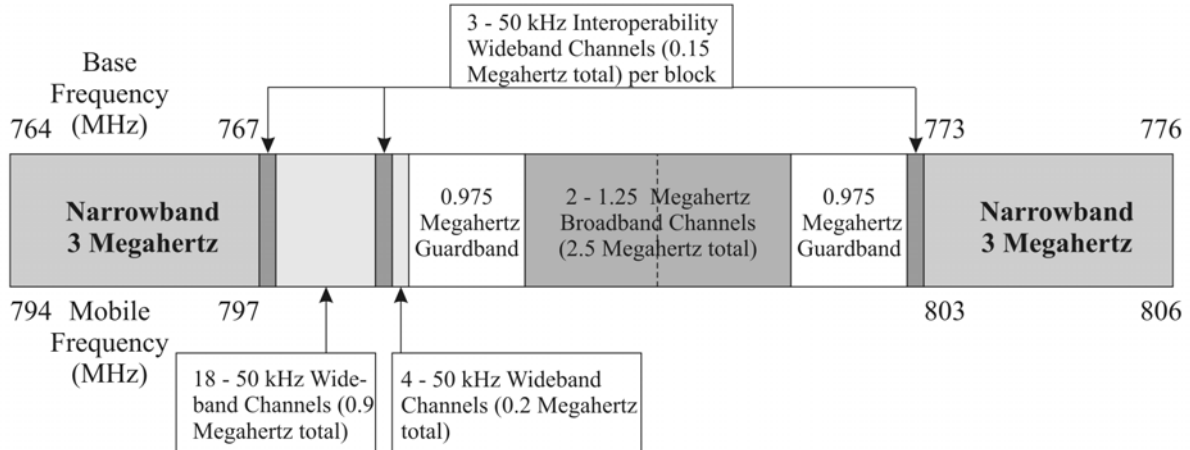 3 - 50 kHz Interoperability
Wideband Channels (0.15
Megahertz total) per block
Base
Frequency
(MHz)
764
767
773
776
Narrowband
3 Megahertz
0.975
Megahertz
Guardband
2 - 1.25 Megahertz
Broadband Channels
(2.5 Megahertz total)
0.975
Megahertz
Guardband
Narrowband
3 Megahertz
794
Mobile
Frequency
(MHz)
797
803
806
18 - 50 kHz Wide-
band Channels (0.9
Megahertz total)
4 - 50 kHz Wideband
Channels (0.2 Megahertz
total)